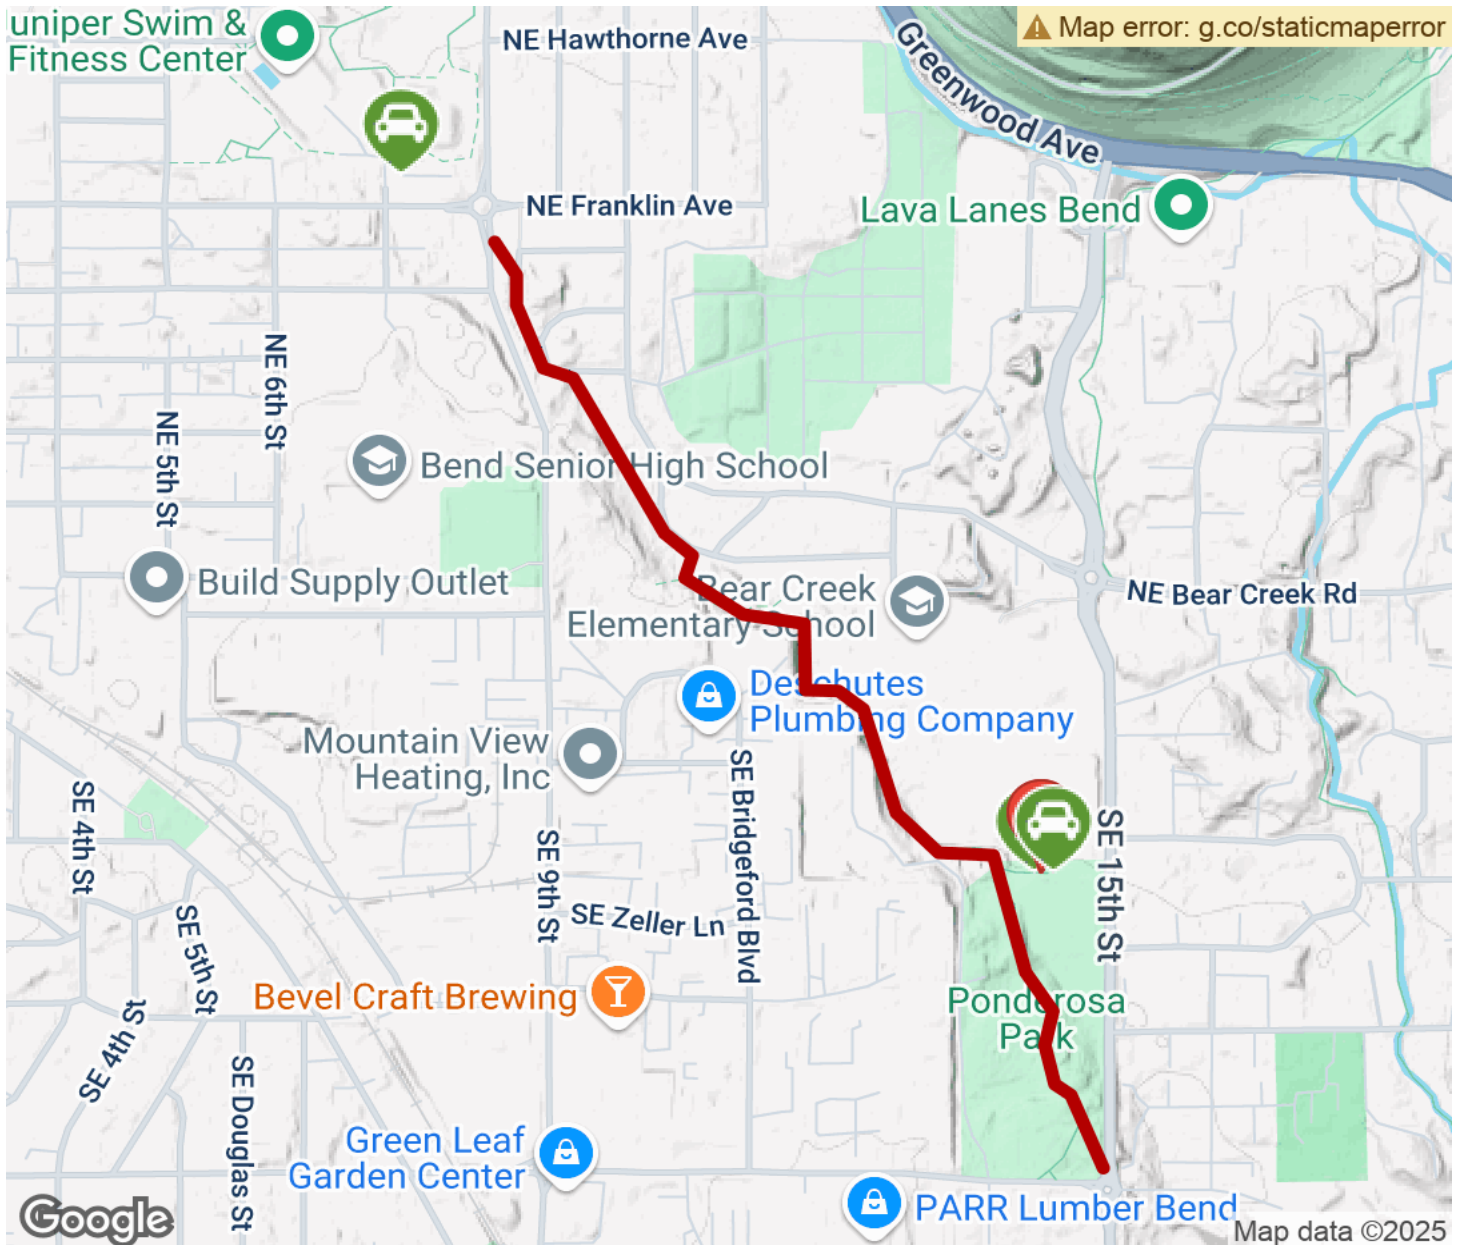 uniper Swim &
Fitness Center
NE Hawthorne Ave
Map error: g.co/staticmaperror
Greenwood Ave
NE Franklin Ave
Lava Lanes Bend
NE 6th St
NE 5th St
Bend Senior High School
Build Supply Outlet
Bear Creek
Elementary School
NE Bear Creek Rd
Deschutes
Plumbing Company
Mountain View
Heating, Inc
SE 4th St
SE Bridgeford Blvd
SE 9th St
SE 15th St
SE Zeller Ln
SE 5th St
Bevel Craft Brewing
Ponderosa
Park
SE 4th St
SE Douglas St
Green Leaf
Garden Center
PARR Lumber Bend
Google
Map data ©2025